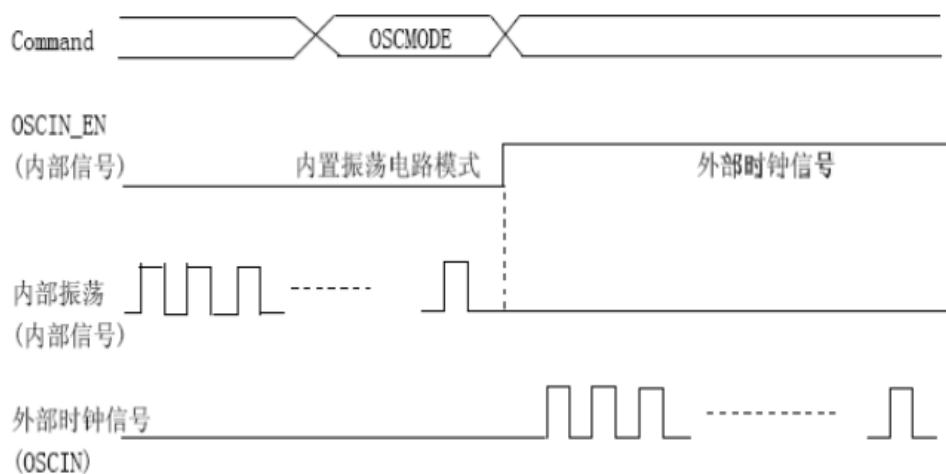 Command
OSCMODE
OSCIN_EN
(内部信号)
内置振荡电路模式
外部时钟信号
内部振荡
(内部信号)
外部时钟信号
(OSCIN)